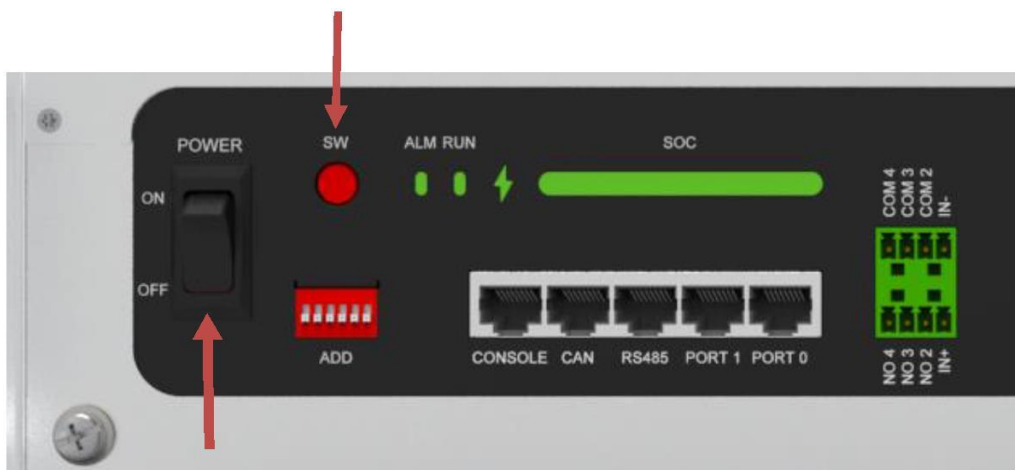 POWER
SW
ALM RUN
SOC
ON
OFF
ADD
CONSOLE CAN RS485 PORT 1 PORT 0
COM 4
COM 3
COM 2
IN-
NO 4
NO 3
NO 2
IN+